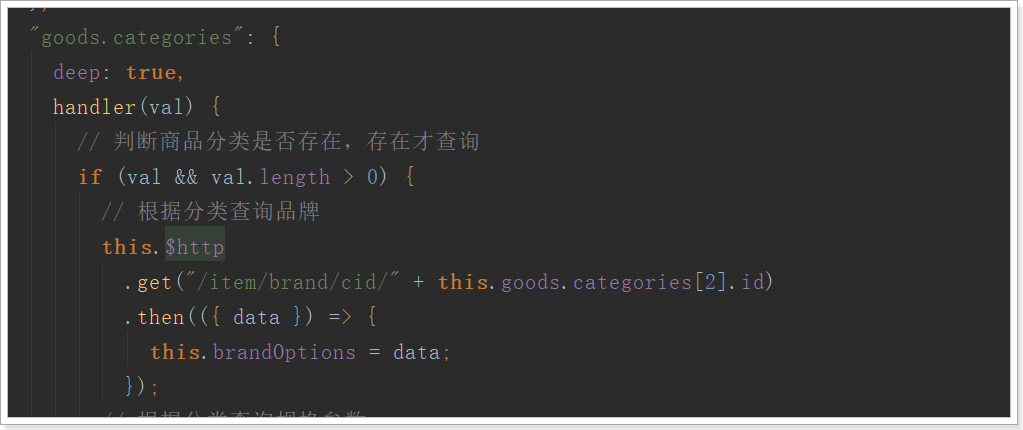 "goods.categories": {
deep: true,
handler(val) {
// 判断商品分类是否存在，存在才查询
if (val && val.length > 0) {
// 根据分类查询品牌
this.$http
.get("/item/brand/cid/" + this.goods.categories[2].id)
.then(({ data }) => {
this.brandOptions = data;
});